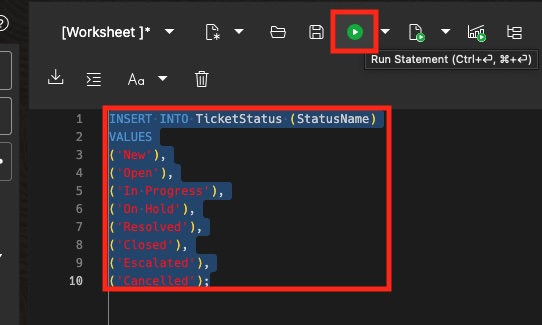 [Worksheet ]*
Aa
Run Statement (Ctrl+⏎, ⌘+⏎)
1 INSERT INTO TicketStatus (StatusName)
2 VALUES
3 ('New'),
4 ('Open'),
5 ('In Progress'),
6 ('On Hold'),
7 ('Resolved'),
8 ('Closed'),
9 ('Escalated'),
10 ('Cancelled');